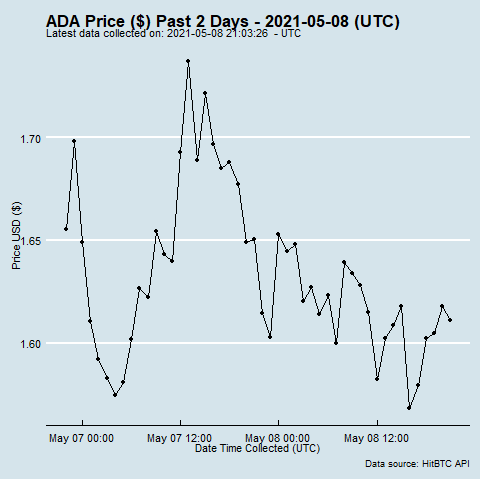 ADA Price ($) Past 2 Days - 2021-05-08 (UTC)
Latest data collected on: 2021-05-08 21:03:26 - UTC
1.70
1.65
1.60
Price USD ($)
May 07 00:00
May 07 12:00
May 08 00:00
May 08 12:00
Date Time Collected (UTC)
Data source: HitBTC API